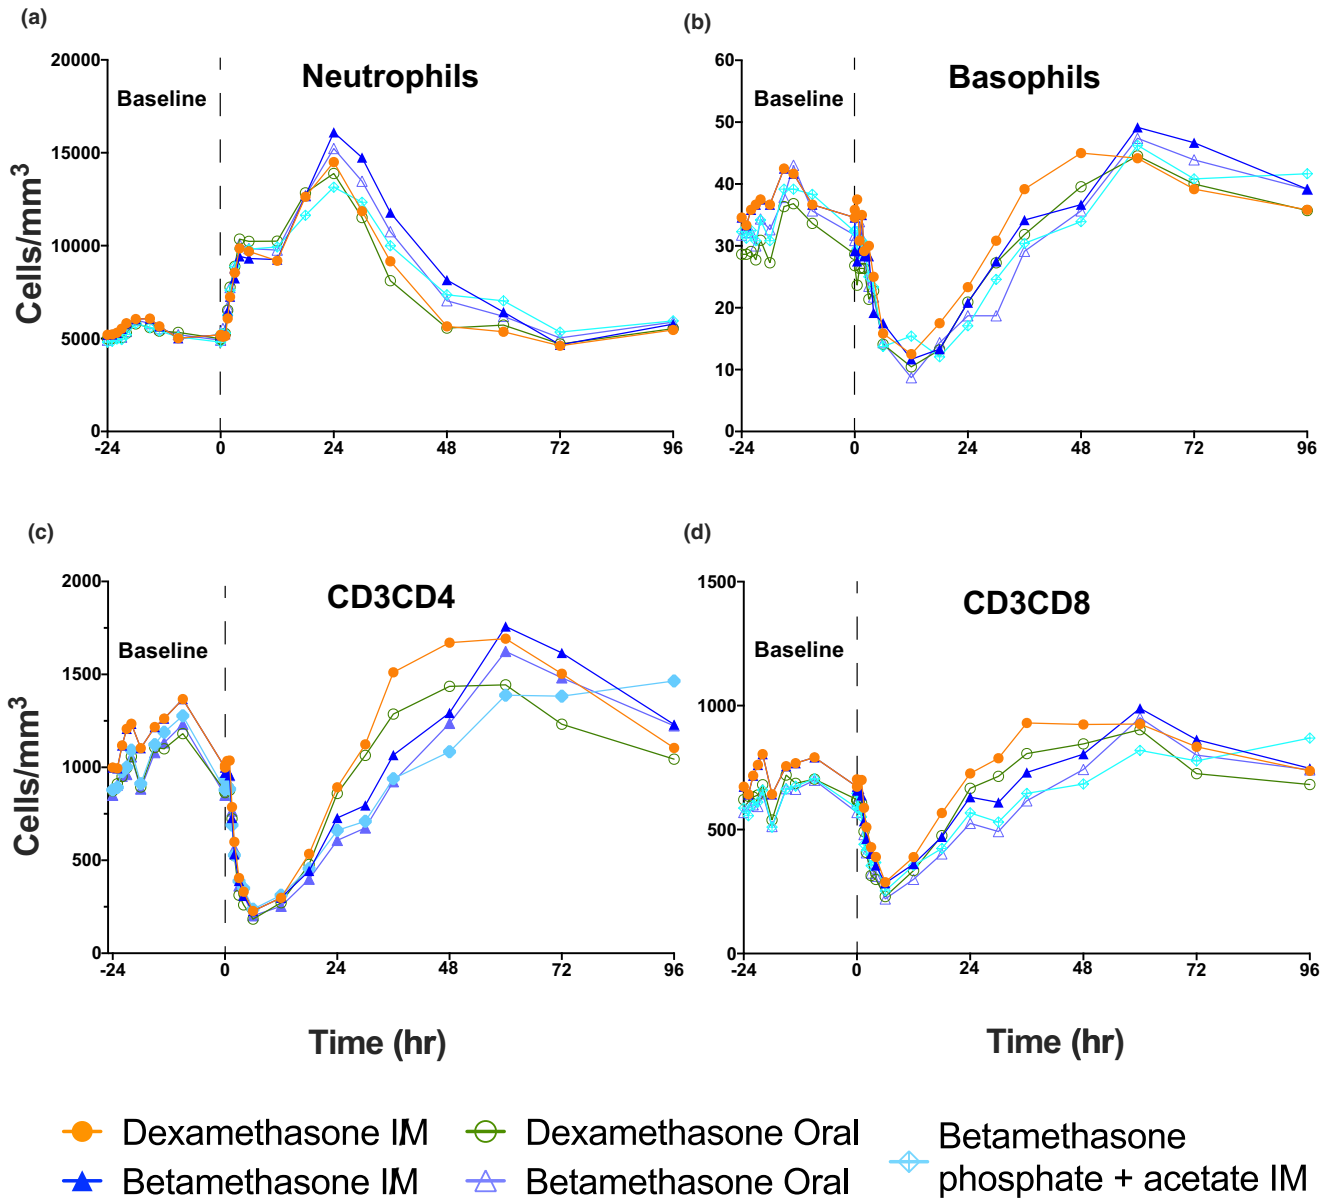 (a)
Neutrophils
Baseline
Cells/mm3
20000
15000
10000
5000
0
-24 0 24 48 72 96
(b)
Basophils
Baseline
60
50
40
30
20
10
0
-24 0 24 48 72 96
(c)
CD3CD4
Baseline
Cells/mm3
2000
1500
1000
500
0
-24 0 24 48 72 96
Time (hr)
(d)
CD3CD8
Baseline
1500
1000
500
0
-24 0 24 48 72 96
Time (hr)
Dexamethasone IM
Betamethasone IM
Dexamethasone Oral
Betamethasone Oral
Betamethasone
phosphate + acetate IM